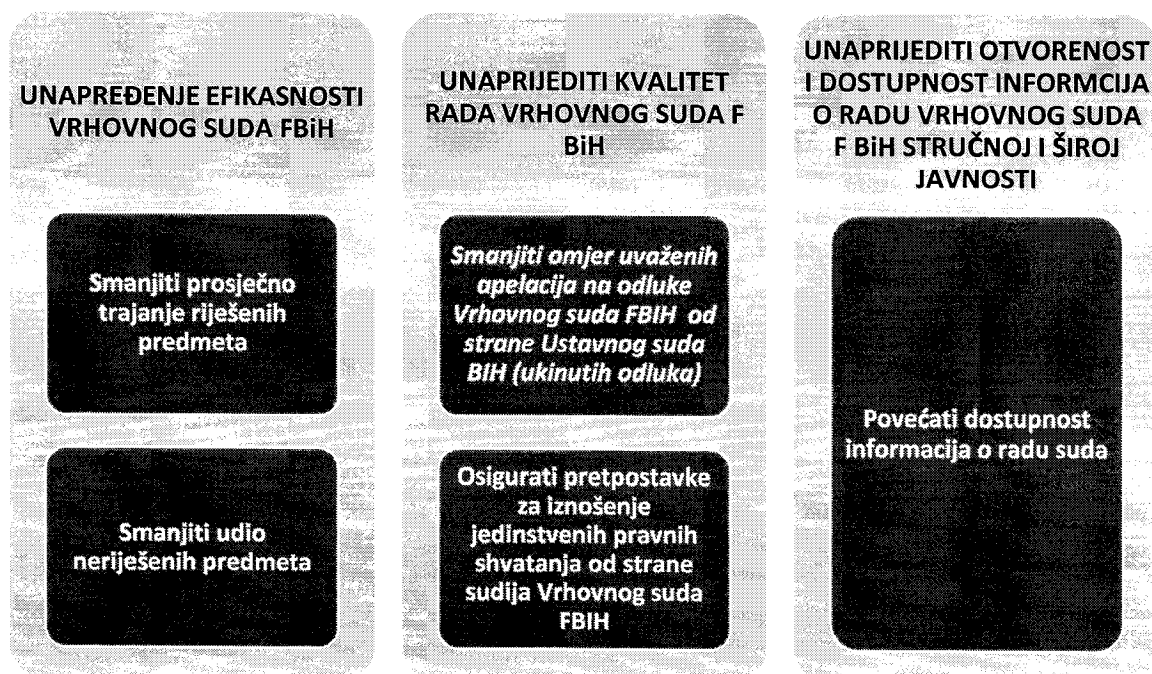 UNAPREĐENJE EFIKASNOSTI
VRHOVNOG SUDA FBiH
Smanjiti prosječno
trajanje riješenih
predmeta
Smanjiti udio
neriješenih predmeta
UNAPRIJEDITI KVALITET
RADA VRHOVNOG SUDA F
BiH
Smanjiti omjer uvaženih
apelacija na odluke
Vrhovnog suda FBIH od
strane Ustavnog suda
BIH (ukinutih odluka)
Osigurati pretpostavke
za iznošenje
jedinstvenih pravnih
shvatanja od strane
sudija Vrhovnog suda
FBIH
UNAPRIJEDITI OTVORENOST
I DOSTUPNOST INFORMCIJA
O RADU VRHOVNOG SUDA
F BiH STRUČNOJ I ŠIROJ
JAVNOSTI
Povećati dostupnost
informacija o radu suda